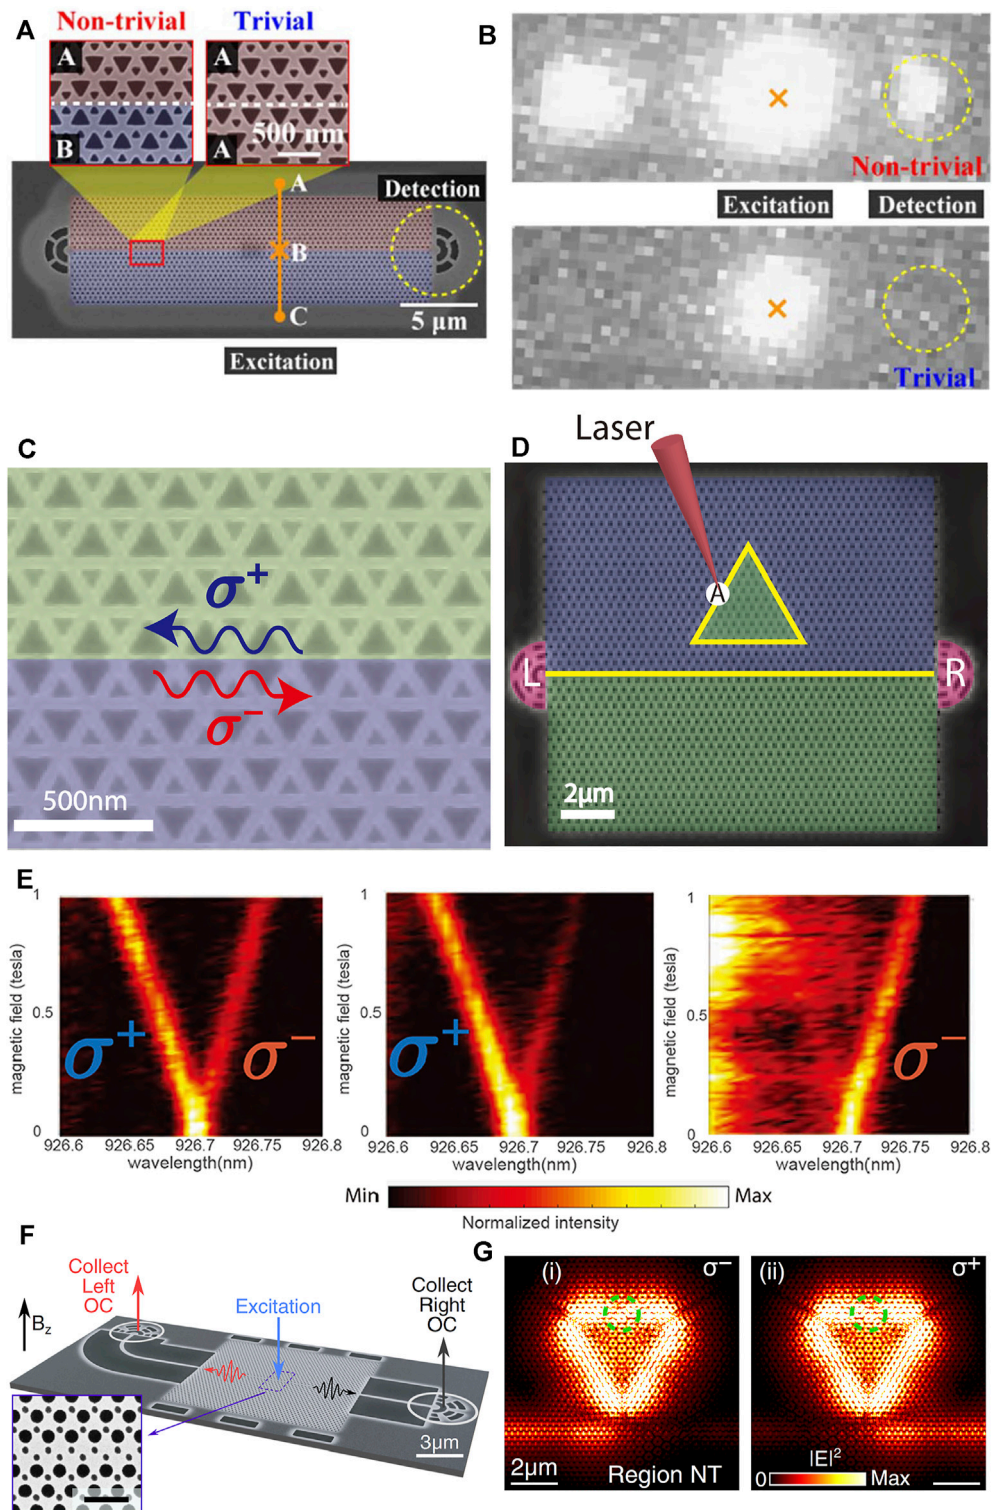 A
Non-trivial
Trivial
A
A
B
A
500 nm
A
Detection
B
C
5 μm
Excitation
B
Non-trivial
Excitation
Detection
Trivial
C
σ+
σ−
500nm
D
Laser
A
L
R
2μm
E
magnetic field (tesla)
1
0.5
0
σ+
σ−
926.6
926.65
926.7
926.75
926.8
wavelength(nm)
magnetic field (tesla)
1
0.5
0
σ+
926.6
926.65
926.7
926.75
926.8
wavelength(nm)
magnetic field (tesla)
1
0.5
0
σ−
926.6
926.65
926.7
926.75
926.8
wavelength(nm)
Min
Max
Normalized intensity
F
Collect
Left
OC
Bz
Excitation
Collect
Right
OC
3μm
G
(i)
σ−
2μm
Region NT
(ii)
σ+
|E|²
0
Max